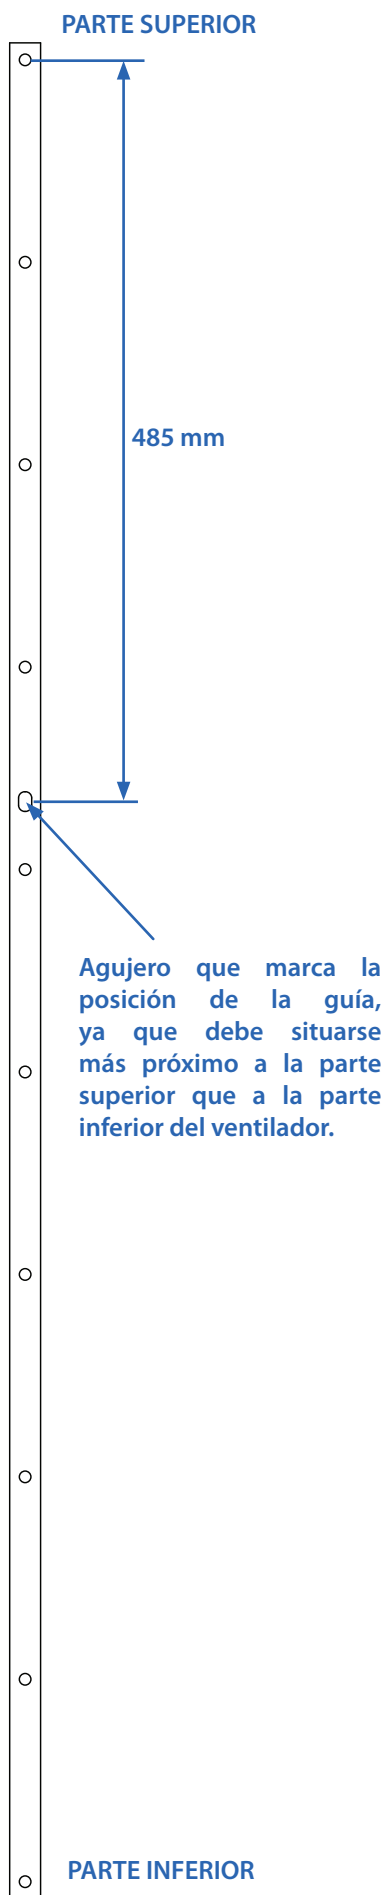 PARTE SUPERIOR
485 mm
Agujero que marca la
posición de la guía,
ya que debe situarse
más próximo a la parte
superior que a la parte
inferior del ventilador.
PARTE INFERIOR